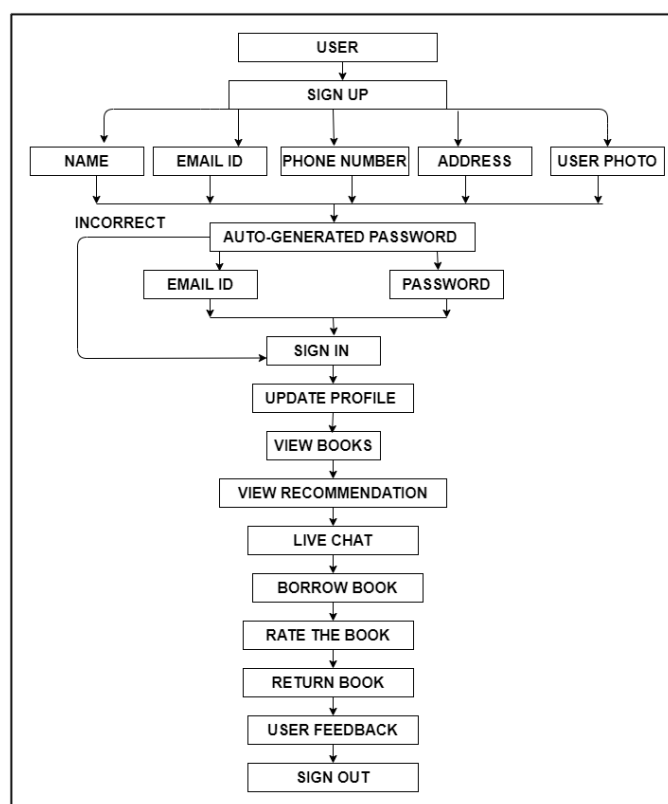 USER
SIGN UP
NAME
EMAIL ID
PHONE NUMBER
ADDRESS
USER PHOTO
INCORRECT
AUTO-GENERATED PASSWORD
EMAIL ID
PASSWORD
SIGN IN
UPDATE PROFILE
VIEW BOOKS
VIEW RECOMMENDATION
LIVE CHAT
BORROW BOOK
RATE THE BOOK
RETURN BOOK
USER FEEDBACK
SIGN OUT